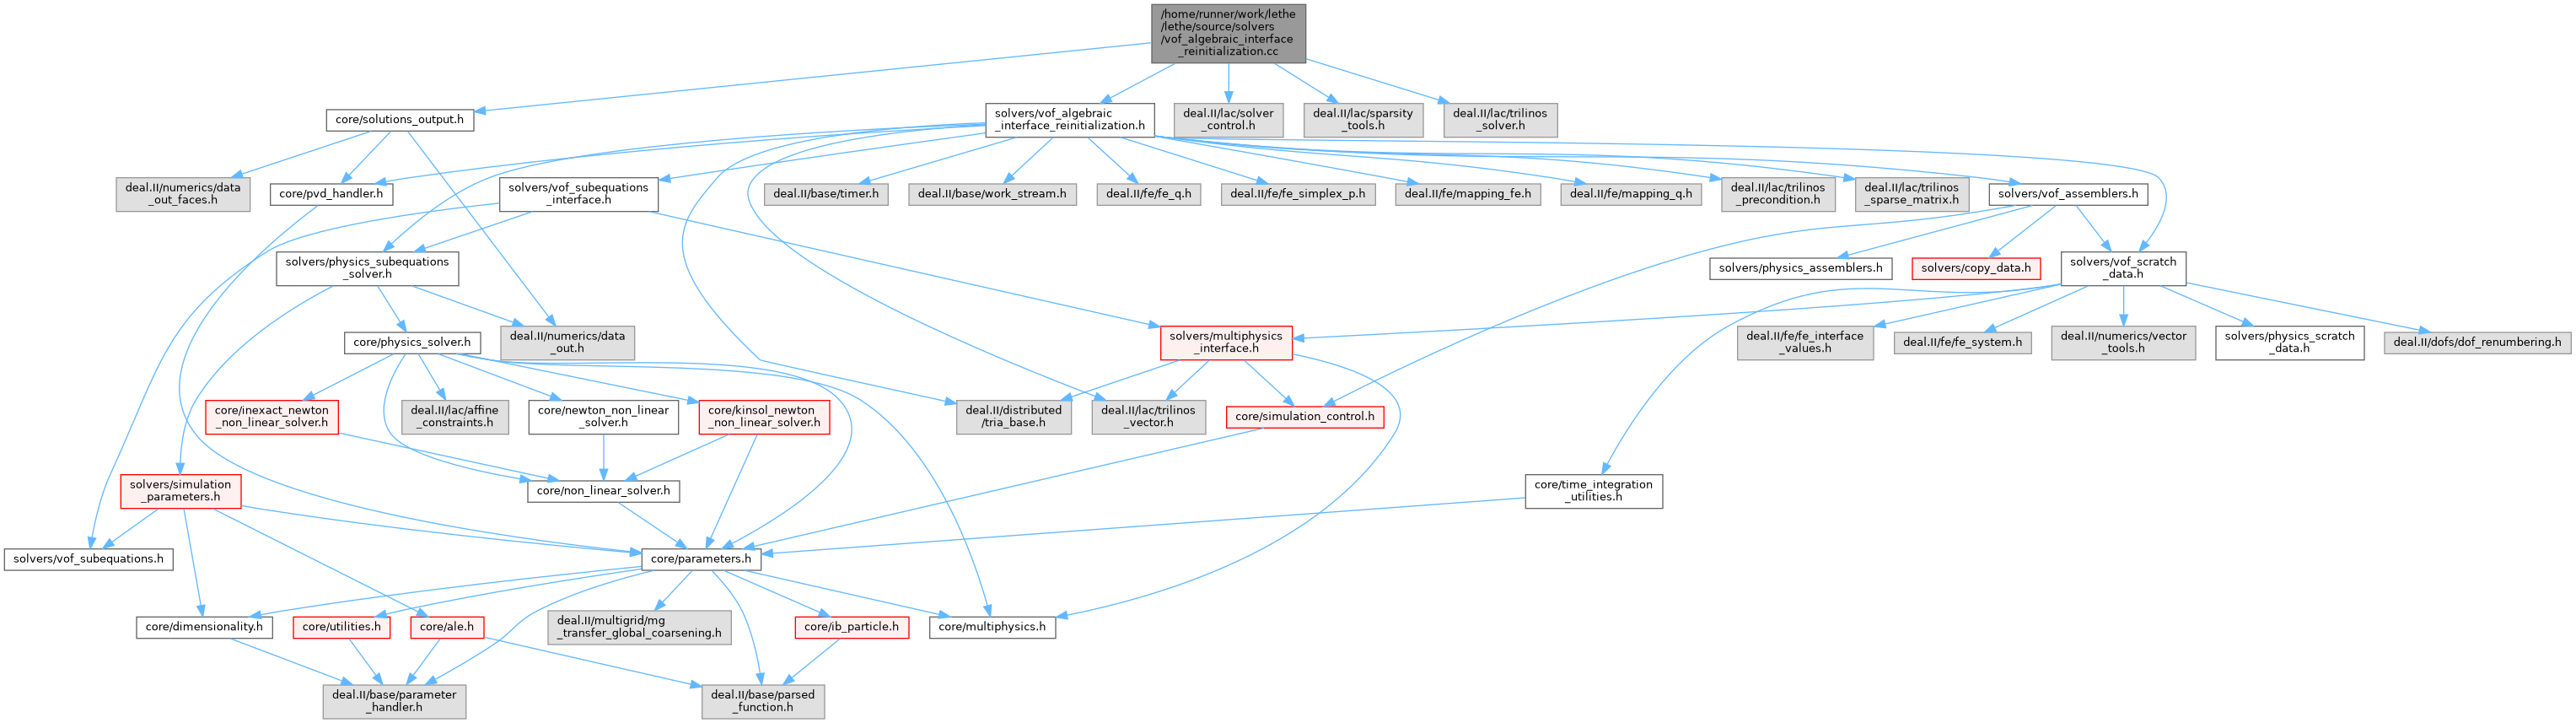 /home/runner/work/lethe
/lethe/source/solvers
/vof_algebraic_interface
_reinitialization.cc
core/solutions_output.h
solvers/vof_algebraic
_interface_reinitialization.h
deal.II/lac/solver
_control.h
deal.II/lac/sparsity
_tools.h
deal.II/lac/trilinos
_solver.h
deal.II/numerics/data
_out_faces.h
core/pvd_handler.h
solvers/vof_subequations
_interface.h
deal.II/base/timer.h
deal.II/base/work_stream.h
deal.II/fe/fe_q.h
deal.II/fe/fe_simplex_p.h
deal.II/fe/mapping_fe.h
deal.II/fe/mapping_q.h
deal.II/lac/trilinos
_precondition.h
deal.II/lac/trilinos
_sparse_matrix.h
solvers/vof_assemblers.h
solvers/physics_subequations
_solver.h
solvers/physics_assemblers.h
solvers/copy_data.h
solvers/vof_scratch
_data.h
core/physics_solver.h
deal.II/numerics/data
_out.h
solvers/multiphysics
_interface.h
deal.II/fe/fe_interface
_values.h
deal.II/fe/fe_system.h
deal.II/numerics/vector
_tools.h
solvers/physics_scratch
_data.h
deal.II/dofs/dof_renumbering.h
core/inexact_newton
_non_linear_solver.h
deal.II/lac/affine
_constraints.h
core/newton_non_linear
_solver.h
core/kinsol_newton
_non_linear_solver.h
deal.II/distributed
/tria_base.h
deal.II/lac/trilinos
_vector.h
core/simulation_control.h
solvers/simulation
_parameters.h
core/non_linear_solver.h
core/time_integration
_utilities.h
solvers/vof_subequations.h
core/parameters.h
core/dimensionality.h
core/utilities.h
core/ale.h
deal.II/multigrid/mg
_transfer_global_coarsening.h
core/ib_particle.h
core/multiphysics.h
deal.II/base/parameter
_handler.h
deal.II/base/parsed
_function.h